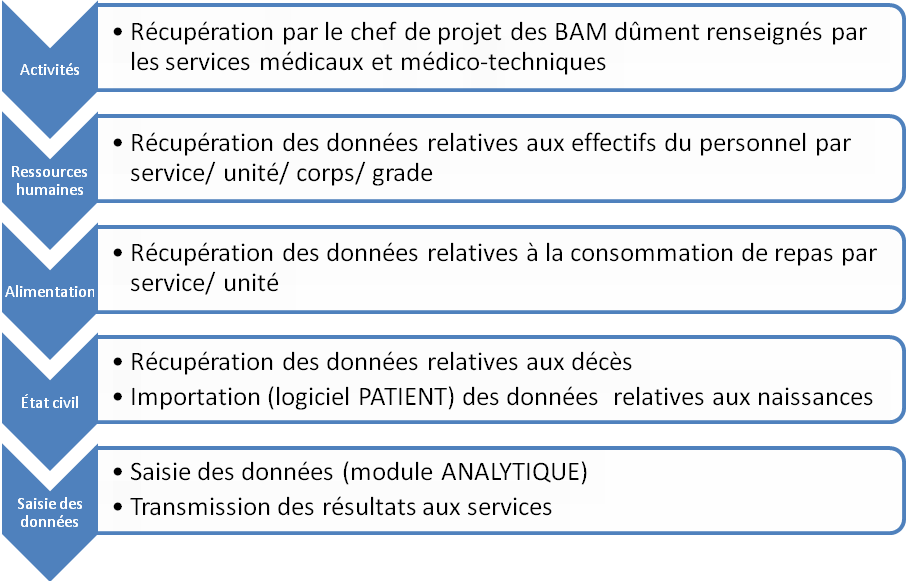 Activités
• Récupération par le chef de projet des BAM dûment renseignés par
les services médicaux et médico-techniques
Ressources
humaines
• Récupération des données relatives aux effectifs du personnel par
service/ unité/ corps/ grade
Alimentation
• Récupération des données relatives à la consommation de repas par
service/ unité
État civil
• Récupération des données relatives aux décès
• Importation (logiciel PATIENT) des données relatives aux naissances
Saisie des
données
• Saisie des données (module ANALYTIQUE)
• Transmission des résultats aux services